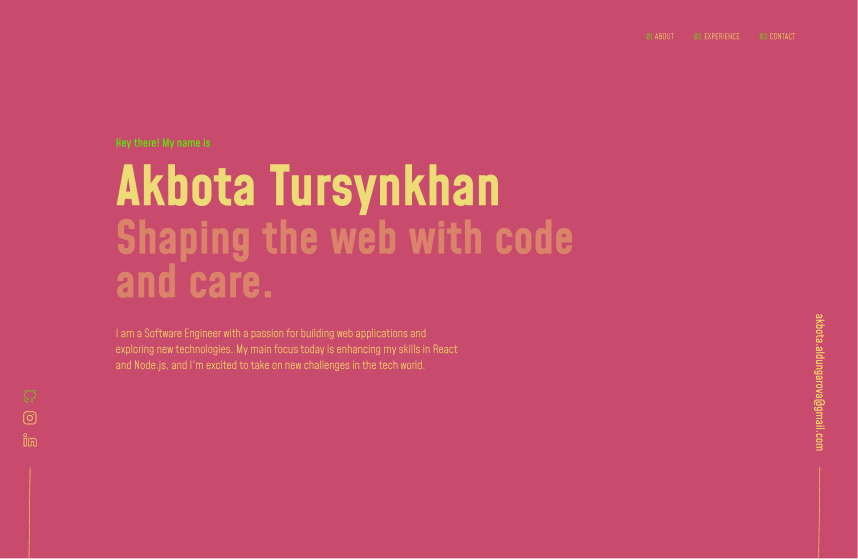 01 ABOUT 02 EXPERIENCE 03 CONTACT
Hey there! My name is
Akbota Tursynkhan
Shaping the web with code
and care.
I am a Software Engineer with a passion for building web applications and
exploring new technologies. My main focus today is enhancing my skills in React
and Node.js, and I'm excited to take on new challenges in the tech world.
akbota.aldungarova@gmail.com
in